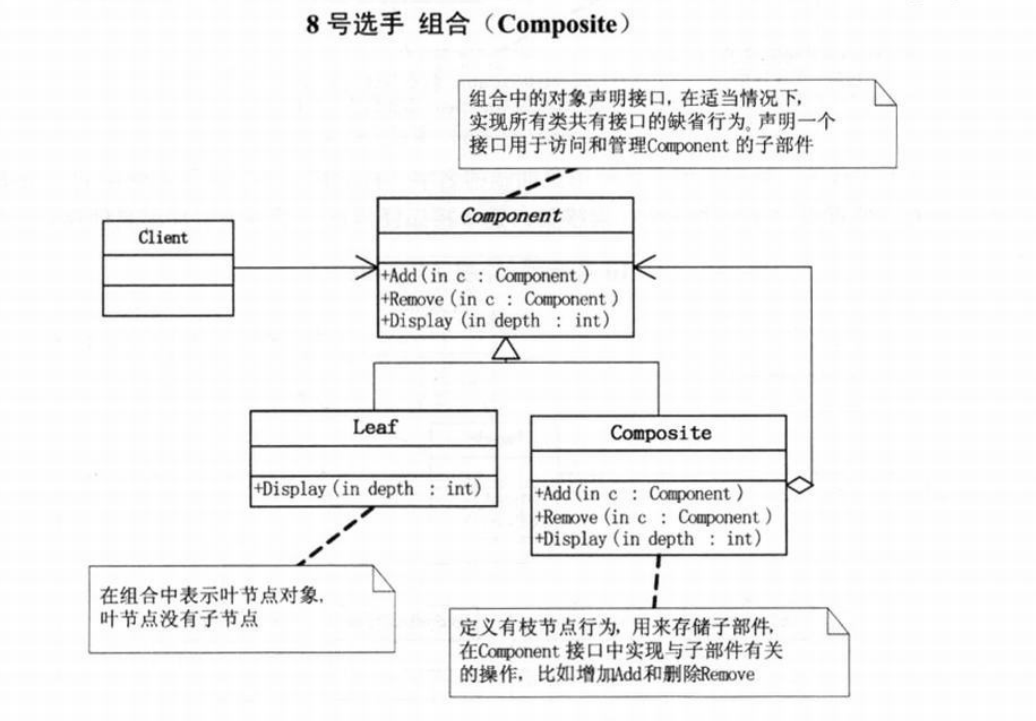 8 号选手 组合（Composite）
组合中的对象声明接口，在适当情况下，
实现所有类共有接口的缺省行为。声明一个
接口用于访问和管理Component 的子部件
Component
+Add(in c : Component)
+Remove(in c : Component)
+Display(in depth : int)
Client
Leaf
+Display(in depth : int)
Composite
+Add(in c : Component)
+Remove(in c : Component)
+Display(in depth : int)
在组合中表示叶节点对象，
叶节点没有子节点
定义有枝节点行为，用来存储子部件，
在Component 接口中实现与子部件有关
的操作，比如增加Add和删除Remove